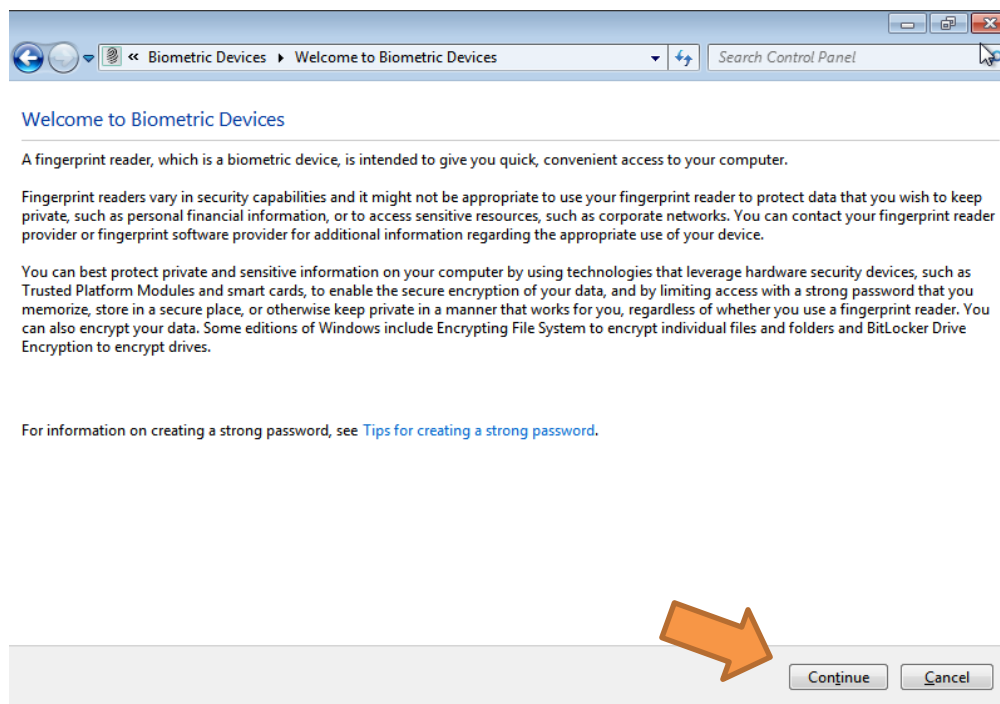 « Biometric Devices ▸ Welcome to Biometric Devices
Search Control Panel
Welcome to Biometric Devices
A fingerprint reader, which is a biometric device, is intended to give you quick, convenient access to your computer.
Fingerprint readers vary in security capabilities and it might not be appropriate to use your fingerprint reader to protect data that you wish to keep
private, such as personal financial information, or to access sensitive resources, such as corporate networks. You can contact your fingerprint reader
provider or fingerprint software provider for additional information regarding the appropriate use of your device.
You can best protect private and sensitive information on your computer by using technologies that leverage hardware security devices, such as
Trusted Platform Modules and smart cards, to enable the secure encryption of your data, and by limiting access with a strong password that you
memorize, store in a secure place, or otherwise keep private in a manner that works for you, regardless of whether you use a fingerprint reader. You
can also encrypt your data. Some editions of Windows include Encrypting File System to encrypt individual files and folders and BitLocker Drive
Encryption to encrypt drives.
For information on creating a strong password, see Tips for creating a strong password.
Continue
Cancel